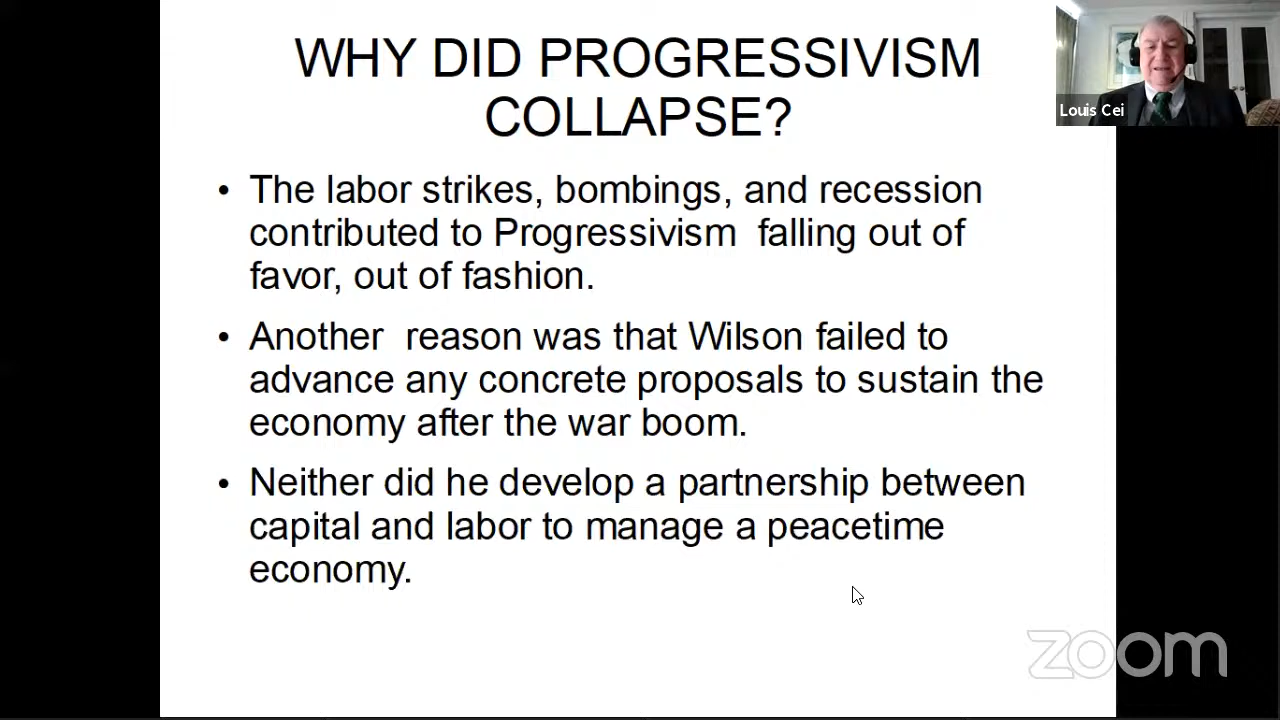 WHY DID PROGRESSIVISM
COLLAPSE?
Louis Cei
• The labor strikes, bombings, and recession
contributed to Progressivism  falling out of
favor, out of fashion.
• Another  reason was that Wilson failed to
advance any concrete proposals to sustain the
economy after the war boom.
• Neither did he develop a partnership between
capital and labor to manage a peacetime
economy.
zoom